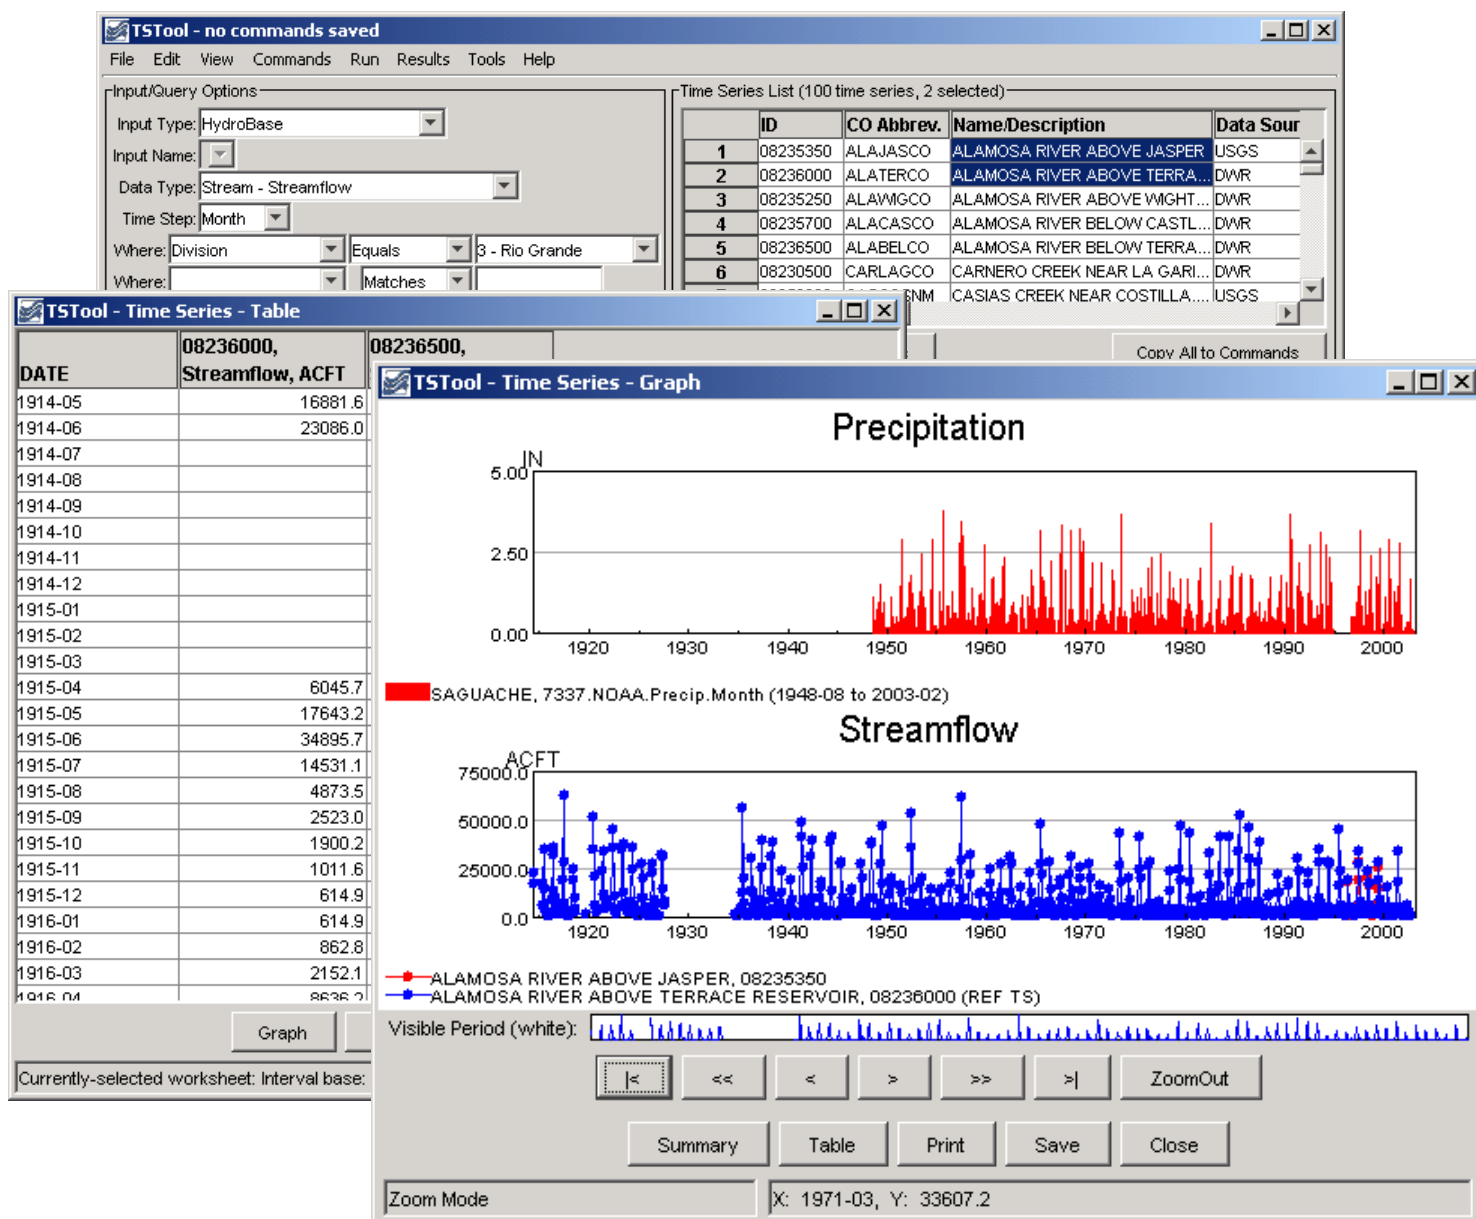 TSTool - no commands saved
File Edit View Commands Run Results Tools Help
Input/Query Options
Input Type: HydroBase
Input Name:
Data Type: Stream - Streamflow
Time Step: Month
Where: Division Equals 3 - Rio Grande
Where: Matches
Time Series List (100 time series, 2 selected)
ID CO Abbrev. Name/Description Data Sour
1 08235350 ALAJASCO ALAMOSA RIVER ABOVE JASPER USGS
2 08236000 ALATERCO ALAMOSA RIVER ABOVE TERRA... DWR
3 08235250 ALAWIGCO ALAMOSA RIVER ABOVE WIGHT... DWR
4 08235700 ALACASCO ALAMOSA RIVER BELOW CASTL... DWR
5 08236500 ALABELCO ALAMOSA RIVER BELOW TERRA... DWR
6 08230500 CARLAGCO CARNERO CREEK NEAR LA GARI... DWR
CASIAS CREEK NEAR COSTILLA.... USGS
Copy All to Commands
TSTool - Time Series - Table
DATE 08236000, Streamflow, ACFT 08236500,
1914-05 16881.6
1914-06 23086.0
1914-07
1914-08
1914-09
1914-10
1914-11
1914-12
1915-01
1915-02
1915-03
1915-04 6045.7
1915-05 17643.2
1915-06 34895.7
1915-07 14531.1
1915-08 4873.5
1915-09 2523.0
1915-10 1900.2
1915-11 1011.6
1915-12 614.9
1916-01 614.9
1916-02 862.8
1916-03 2152.1
1916-04 8636.2
Graph
Currently-selected worksheet: Interval base:
TSTool - Time Series - Graph
Precipitation
IN
5.00
2.50
0.00
1920 1930 1940 1950 1960 1970 1980 1990 2000
SAGUACHE, 7337.NOAA.Precip.Month (1948-08 to 2003-02)
Streamflow
ACFT
75000.0
50000.0
25000.0
0.0
1920 1930 1940 1950 1960 1970 1980 1990 2000
ALAMOSA RIVER ABOVE JASPER, 08235350
ALAMOSA RIVER ABOVE TERRACE RESERVOIR, 08236000 (REF TS)
Visible Period (white):
|< << < > >> >| ZoomOut
Summary Table Print Save Close
Zoom Mode X: 1971-03, Y: 33607.2